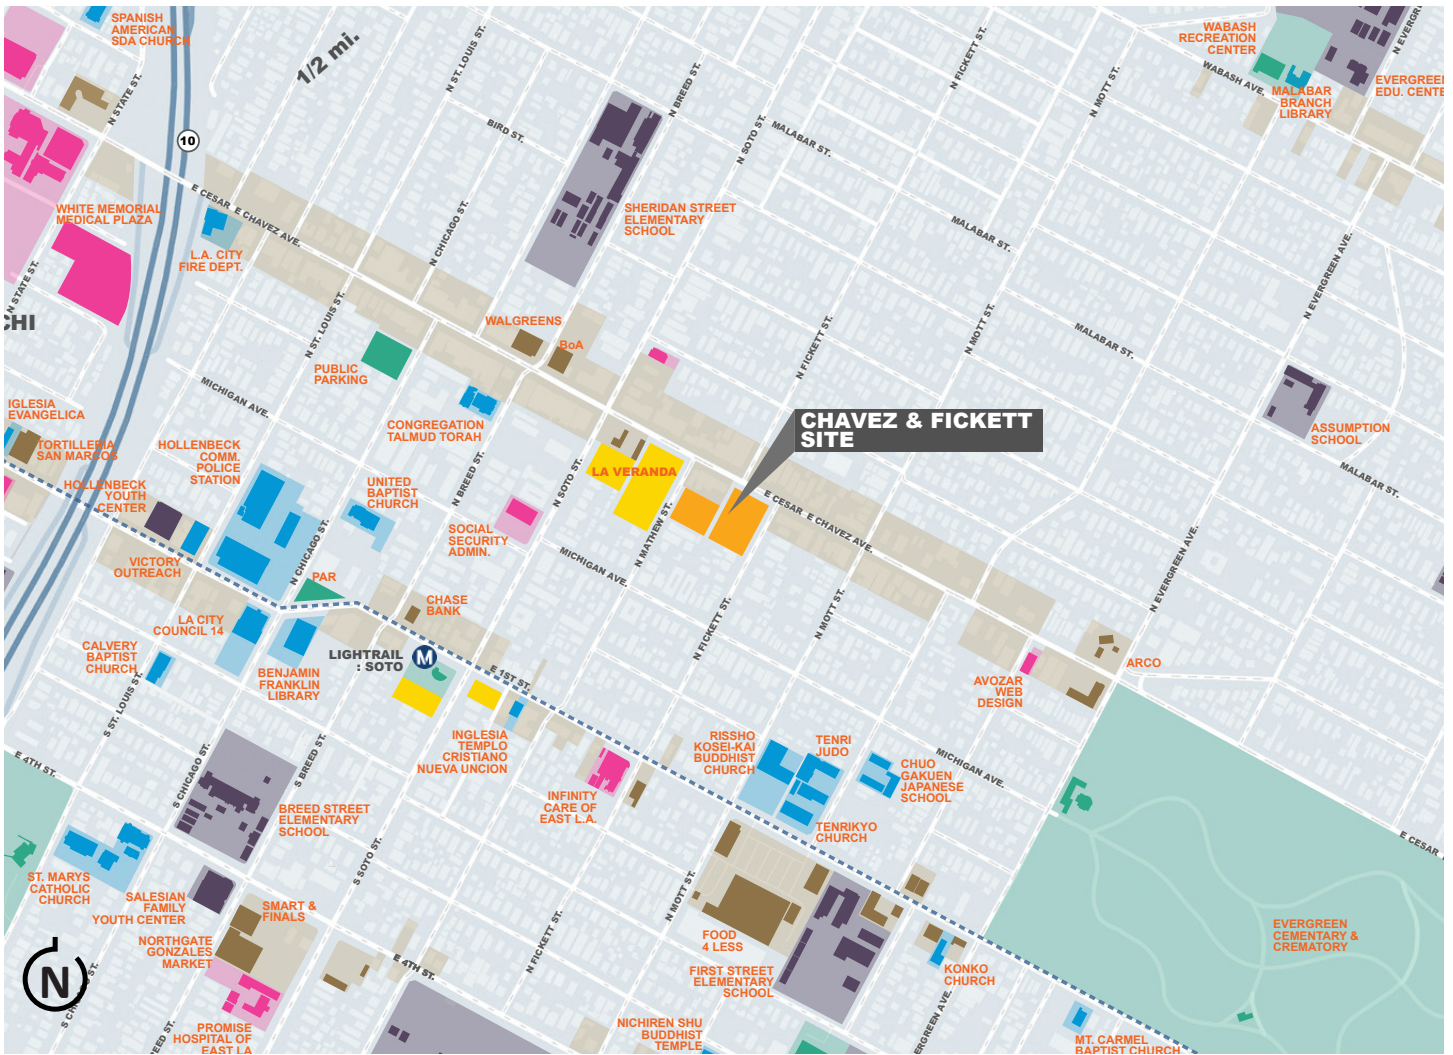 SPANISH
AMERICAN
SDA CHURCH
1/2 mi.
N STATE ST.
N ST. LOUIS ST.
N BREED ST.
N FICKETT ST.
N MOTT ST.
WABASH
RECREATION
CENTER
WABASH AVE.
MALABAR
BRANCH
LIBRARY
EVERGREEN
EDU. CENTE
N EVERGR
10
BIRD ST.
N SOTO ST.
MALABAR ST.
WHITE MEMORIAL
MEDICAL PLAZA
E CESAR E CHAVEZ AVE.
L.A. CITY
FIRE DEPT.
N CHICAGO ST.
SHERIDAN STREET
ELEMENTARY
SCHOOL
MALABAR ST.
N EVERGREEN AVE.
N STATE ST.
CHI
N ST. LOUIS ST.
WALGREENS
BoA
N FICKETT ST.
N MOTT ST.
MALABAR ST.
PUBLIC
PARKING
MICHIGAN AVE.
IGLESIA
EVANGELICA
TORTILLERIA
SAN MARCOS
HOLLENBECK
COMM.
POLICE
STATION
CONGREGATION
TALMUD TORAH
CHAVEZ & FICKETT
SITE
ASSUMPTION
SCHOOL
MALABAR ST.
HOLLENBECK
YOUTH
CENTER
UNITED
BAPTIST
CHURCH
N BREED ST.
N SOTO ST.
LA VERANDA
E CESAR E CHAVEZ AVE.
SOCIAL
SECURITY
ADMIN.
N MATHEW ST.
MICHIGAN AVE.
VICTORY
OUTREACH
N CHICAGO ST.
PAR
CHASE
BANK
N FICKETT ST.
N MOTT ST.
N EVERGREEN AVE.
LA CITY
COUNCIL 14
CALVERY
BAPTIST
CHURCH
BENJAMIN
FRANKLIN
LIBRARY
LIGHTRAIL
: SOTO
M
E 1ST ST.
AVOZAR
WEB
DESIGN
ARCO
S ST. LOUIS ST.
E 4TH ST.
S CHICAGO ST.
S BREED ST.
INGLESIA
TEMPLO
CRISTIANO
NUEVA UNCION
INFINITY
CARE OF
EAST L.A.
RISSHO
KOSEI-KAI
BUDDHIST
CHURCH
TENRI
JUDO
CHUO
GAKUEN
JAPANESE
SCHOOL
MICHIGAN AVE.
TENRIKYO
CHURCH
BREED STREET
ELEMENTARY
SCHOOL
S SOTO ST.
E CESAR
ST. MARYS
CATHOLIC
CHURCH
SALESIAN
FAMILY
YOUTH CENTER
SMART &
FINALS
NORTHGATE
GONZALES
MARKET
N MOTT ST.
N FICKETT ST.
E 4TH ST.
FOOD
4 LESS
FIRST STREET
ELEMENTARY
SCHOOL
KONKO
CHURCH
EVERGREEN
CEMENTARY &
CREMATORY
N
S CHICAGO ST.
PROMISE
HOSPITAL OF
EAST LA
REED ST.
NICHIREN SHU
BUDDHIST
TEMPLE
ERGREEN AVE.
MT. CARMEL
BAPTIST CHURCH